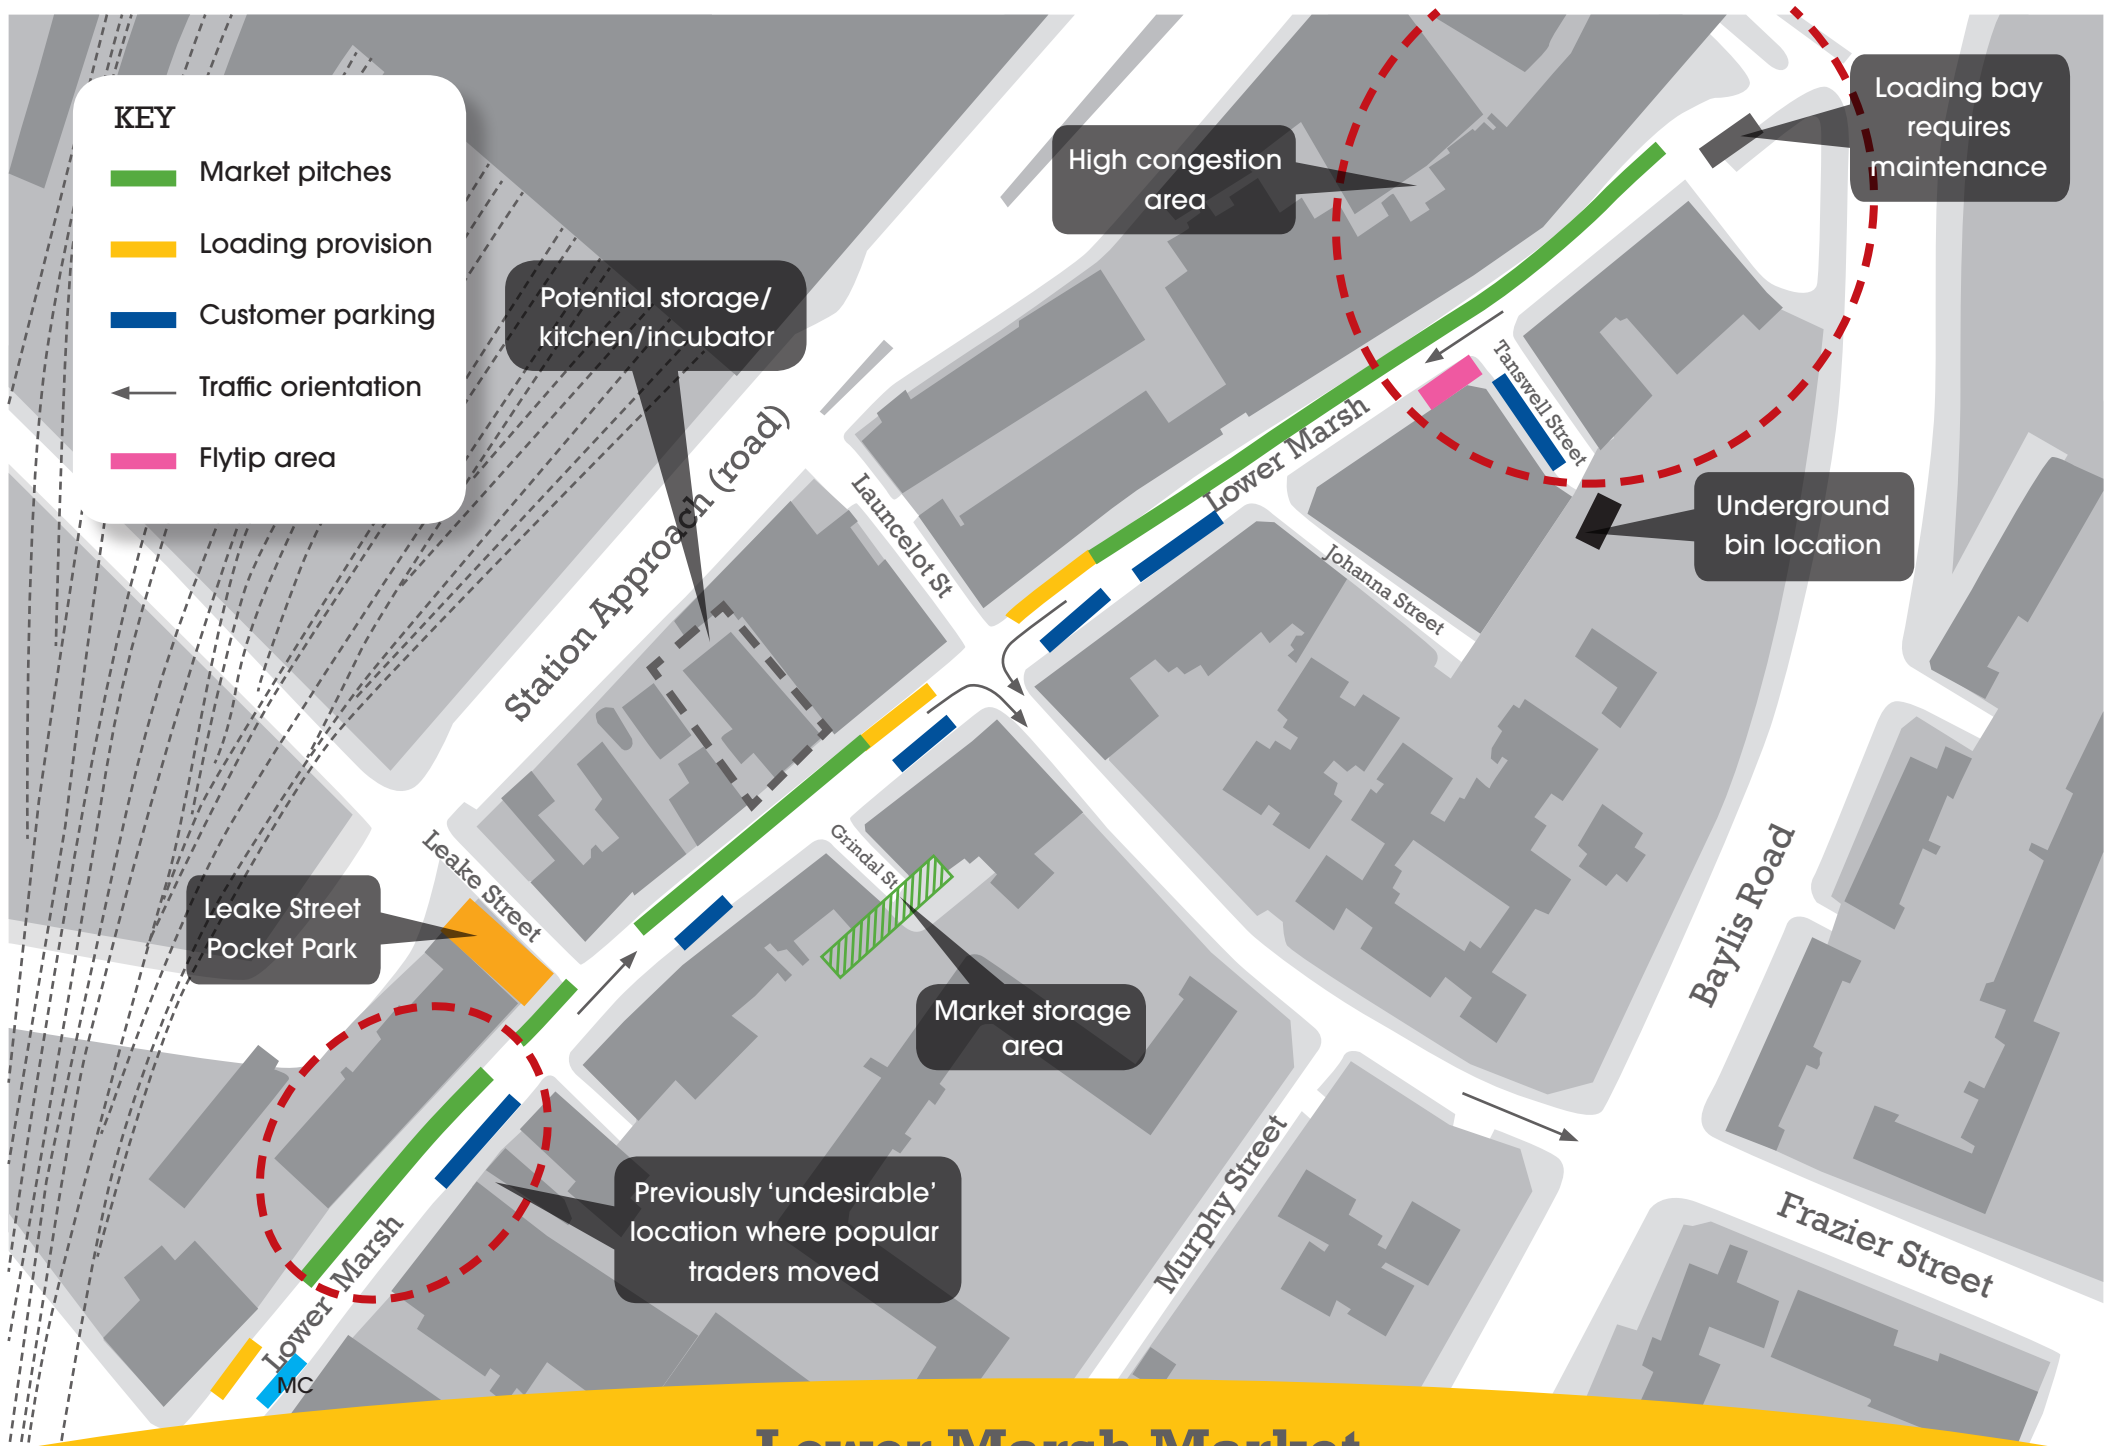 KEY
Market pitches
Loading provision
Customer parking
Traffic orientation
Flytip area
Loading bay
requires
maintenance
High congestion
area
Potential storage/
kitchen/incubator
Station Approach (road)
Launcelot St
Lower Marsh
Tanswell Street
Johanna Street
Underground
bin location
Leake Street
Leake Street
Pocket Park
Grindal St
Market storage
area
Baylis Road
Previously ‘undesirable’
location where popular
traders moved
Murphy Street
Frazier Street
Lower Marsh
MC
Lower Marsh Market